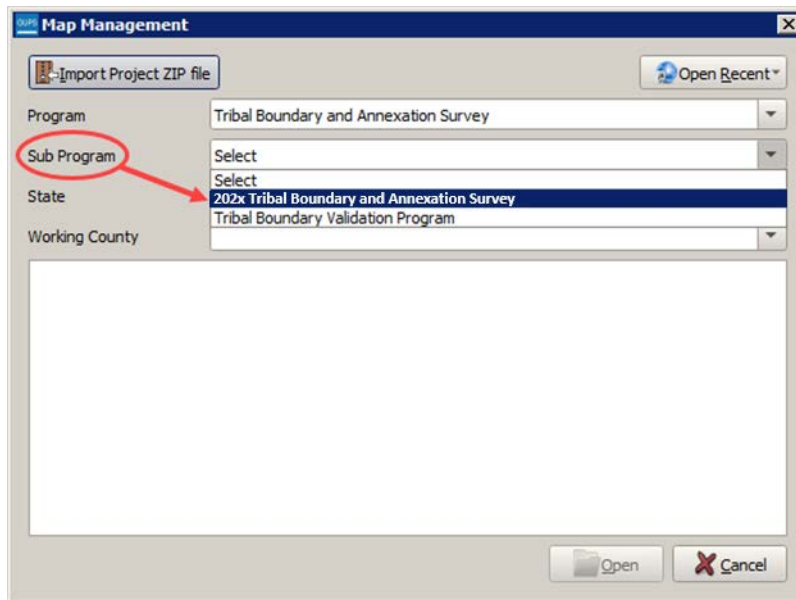 GUPS Map Management
Import Project ZIP file
Open Recent
Program
Tribal Boundary and Annexation Survey
Sub Program
Select
Select
State
202x Tribal Boundary and Annexation Survey
Tribal Boundary Validation Program
Working County
Open
Cancel